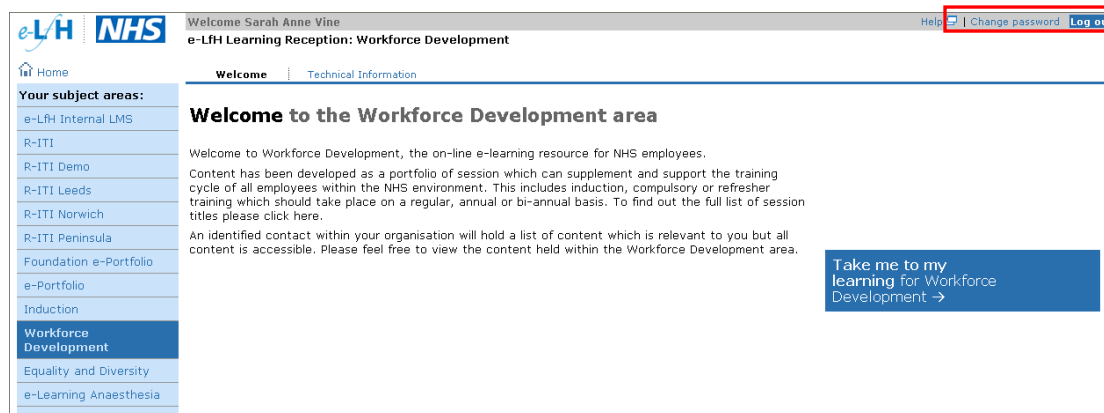 e-LfH NHS
Welcome Sarah Anne Vine
Help | Change password Log ou
e-LfH Learning Reception: Workforce Development
Home
Welcome
Technical Information
Your subject areas:
e-LfH Internal LMS
R-ITI
R-ITI Demo
R-ITI Leeds
R-ITI Norwich
R-ITI Peninsula
Foundation e-Portfolio
e-Portfolio
Induction
Workforce
Development
Equality and Diversity
e-Learning Anaesthesia
Welcome to the Workforce Development area
Welcome to Workforce Development, the on-line e-learning resource for NHS employees.
Content has been developed as a portfolio of session which can supplement and support the training
cycle of all employees within the NHS environment. This includes induction, compulsory or refresher
training which should take place on a regular, annual or bi-annual basis. To find out the full list of session
titles please click here.
An identified contact within your organisation will hold a list of content which is relevant to you but all
content is accessible. Please feel free to view the content held within the Workforce Development area.
Take me to my
learning for Workforce
Development →